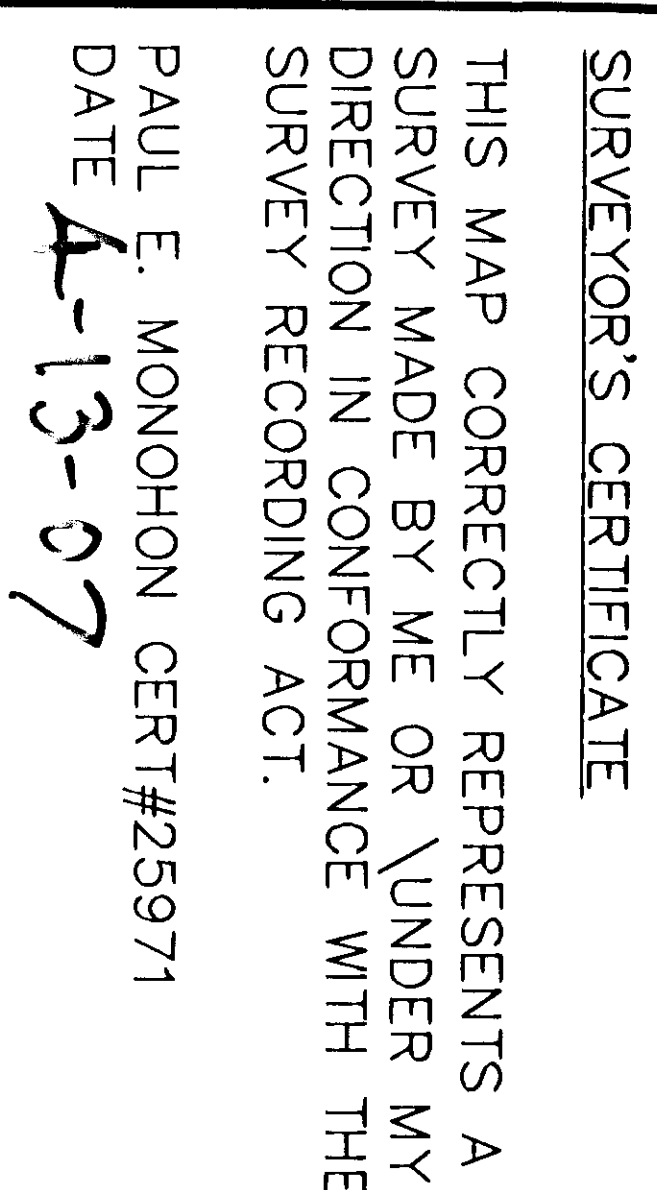 SURVEYOR'S CERTIFICATE
THIS MAP CORRECTLY REPRESENTS A
SURVEY MADE BY ME OR \UNDER MY
DIRECTION IN CONFORMANCE WITH THE
SURVEY RECORDING ACT.
PAUL E. MONOHON CERT#25971
DATE 4-13-07